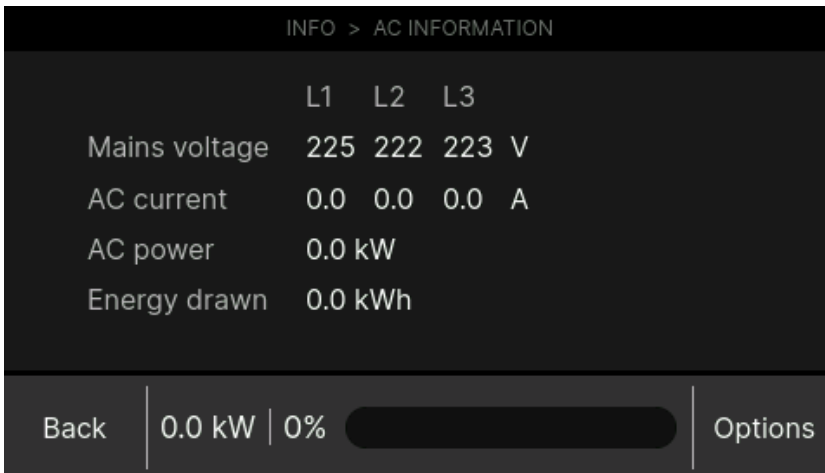 INFO > AC INFORMATION
L1 L2 L3
Mains voltage 225 222 223 V
AC current 0.0 0.0 0.0 A
AC power 0.0 kW
Energy drawn 0.0 kWh
Back 0.0 kW | 0% Options